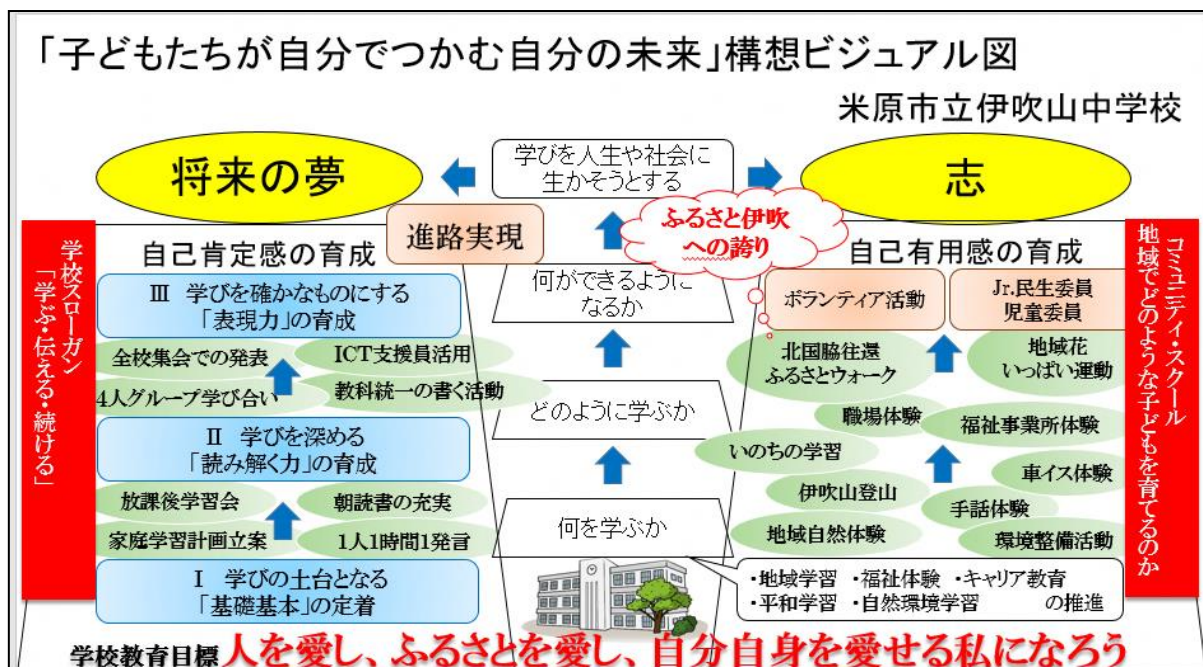 「子どもたちが自分でつかむ自分の未来」構想ビジュアル図
米原市立伊吹山中学校
将来の夢
学びを人生や社会に
生かそうとする
志
進路実現
ふるさと伊吹
への誇り
学校スローガン
「学ぶ・伝える・続ける」
自己肯定感の育成
Ⅲ 学びを確かなものにする
「表現力」の育成
全校集会での発表
ICT支援員活用
4人グループ学び合い
教科統一の書く活動
Ⅱ 学びを深める
「読み解く力」の育成
放課後学習会
朝読書の充実
家庭学習計画立案
1人1時間1発言
Ⅰ 学びの土台となる
「基礎基本」の定着
何ができるように
なるか
どのように学ぶか
何を学ぶか
自己有用感の育成
ボランティア活動
Jr.民生委員
児童委員
北国脇往還
ふるさとウォーク
地域花
いっぱい運動
職場体験
福祉事業所体験
いのちの学習
車イス体験
伊吹山登山
手話体験
地域自然体験
環境整備活動
・地域学習 ・福祉体験 ・キャリア教育
・平和学習 ・自然環境学習 の推進
コミュニティ・スクール
地域でどのような子どもを育てるのか
学校教育目標 人を愛し、ふるさとを愛し、自分自身を愛せる私になろう